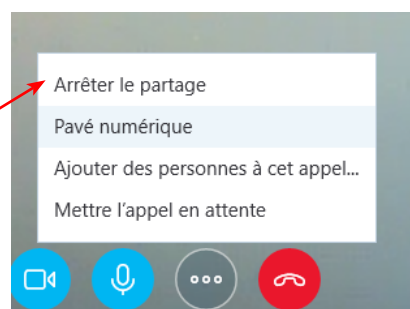 Arrêter le partage
Pavé numérique
Ajouter des personnes à cet appel...
Mettre l'appel en attente